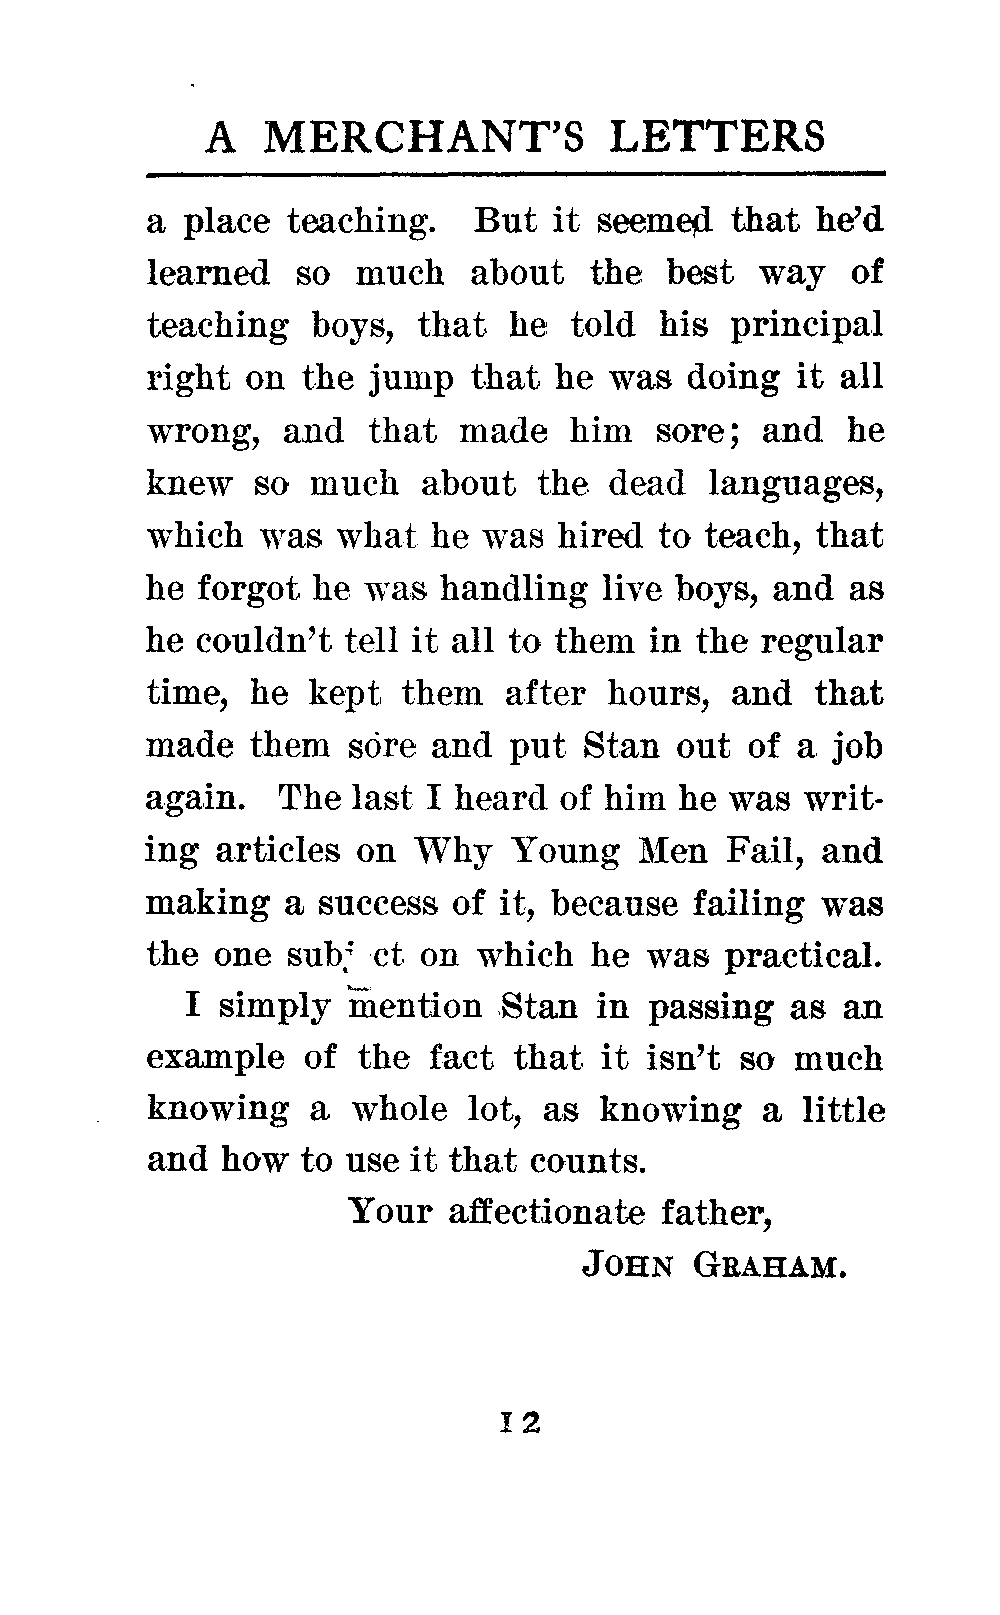 A MERCHANT'S LETTERS
a place teaching. But it seemed that he'd
learned so much about the best way of
teaching boys, that he told his principal
right on the jump that he was doing it all
wrong, and that made him sore; and he
knew so much about the dead languages,
which was what he was hired to teach, that
he forgot he was handling live boys, and as
he couldn't tell it all to them in the regular
time, he kept them after hours, and that
made them sore and put Stan out of a job
again. The last I heard of him he was writ-
ing articles on Why Young Men Fail, and
making a success of it, because failing was
the one subject on which he was practical.
I simply mention Stan in passing as an
example of the fact that it isn't so much
knowing a whole lot, as knowing a little
and how to use it that counts.
Your affectionate father,
JOHN GRAHAM.
12